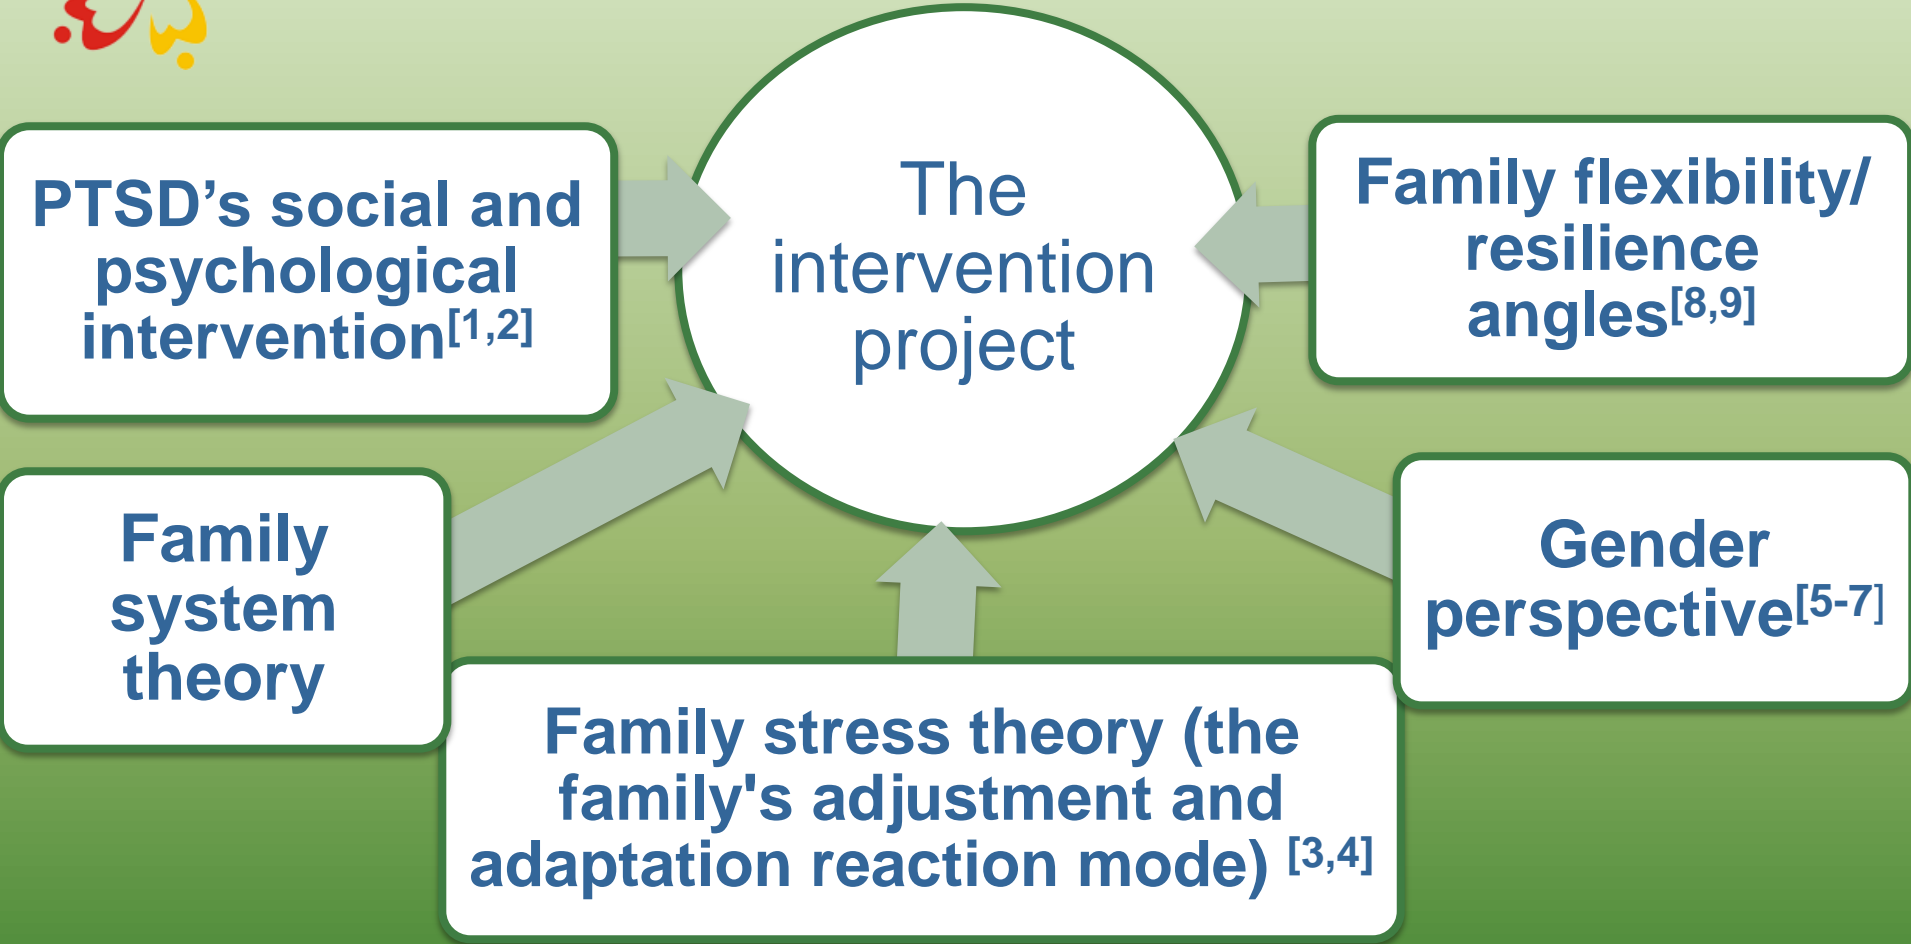 The
intervention
project
PTSD’s social and
psychological
intervention[1,2]
Family flexibility/
resilience
angles[8,9]
Family
system
theory
Gender
perspective[5-7]
Family stress theory (the
family's adjustment and
adaptation reaction mode) [3,4]